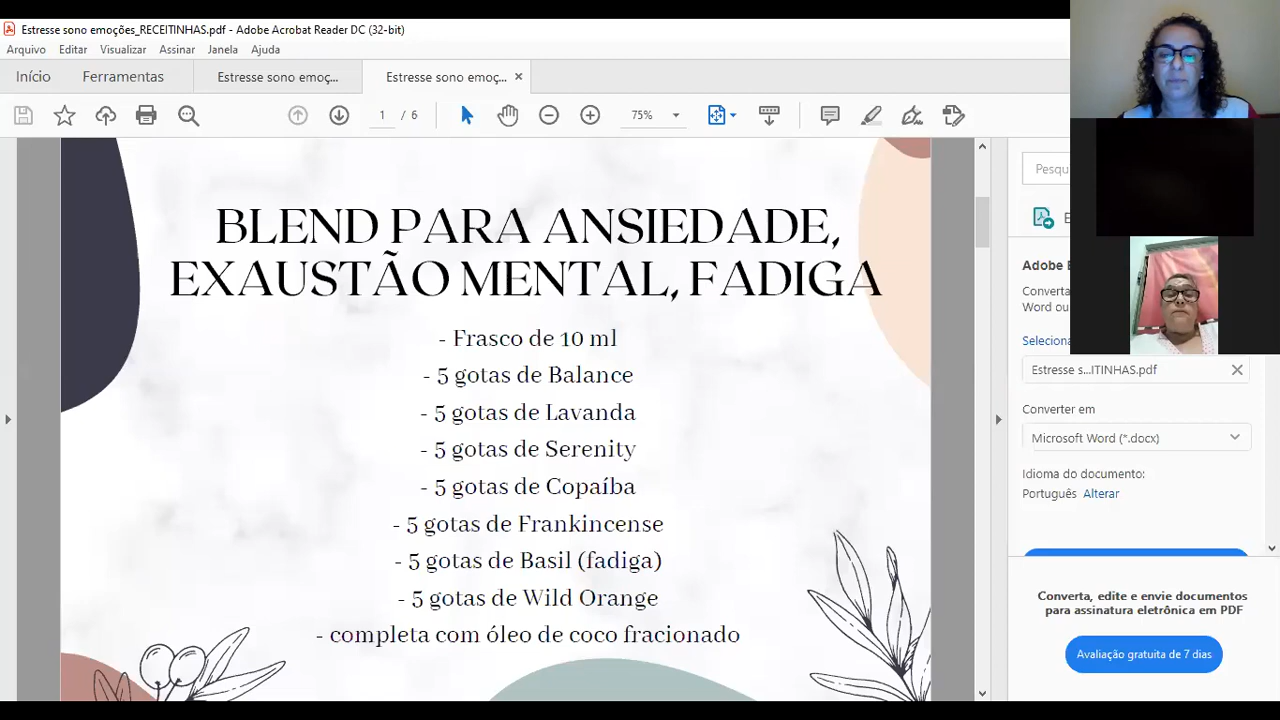 Estresse sono emoções_RECEITINHAS.pdf - Adobe Acrobat Reader DC (32-bit)
Arquivo Editar Visualizar Assinar Janela Ajuda
Início Ferramentas Estresse sono emoç... Estresse sono emoç... ×
1 / 6 75%
BLEND PARA ANSIEDADE,
EXAUSTÃO MENTAL, FADIGA
- Frasco de 10 ml
- 5 gotas de Balance
- 5 gotas de Lavanda
- 5 gotas de Serenity
- 5 gotas de Copaíba
- 5 gotas de Frankincense
- 5 gotas de Basil (fadiga)
- 5 gotas de Wild Orange
- completa com óleo de coco fracionado
Pesqu
E
Adobe E
Converta
Word ou
Seleciona
Estresse s...ITINHAS.pdf
Converter em
Microsoft Word (*.docx)
Idioma do documento:
Português Alterar
Converta, edite e envie documentos
para assinatura eletrônica em PDF
Avaliação gratuita de 7 dias